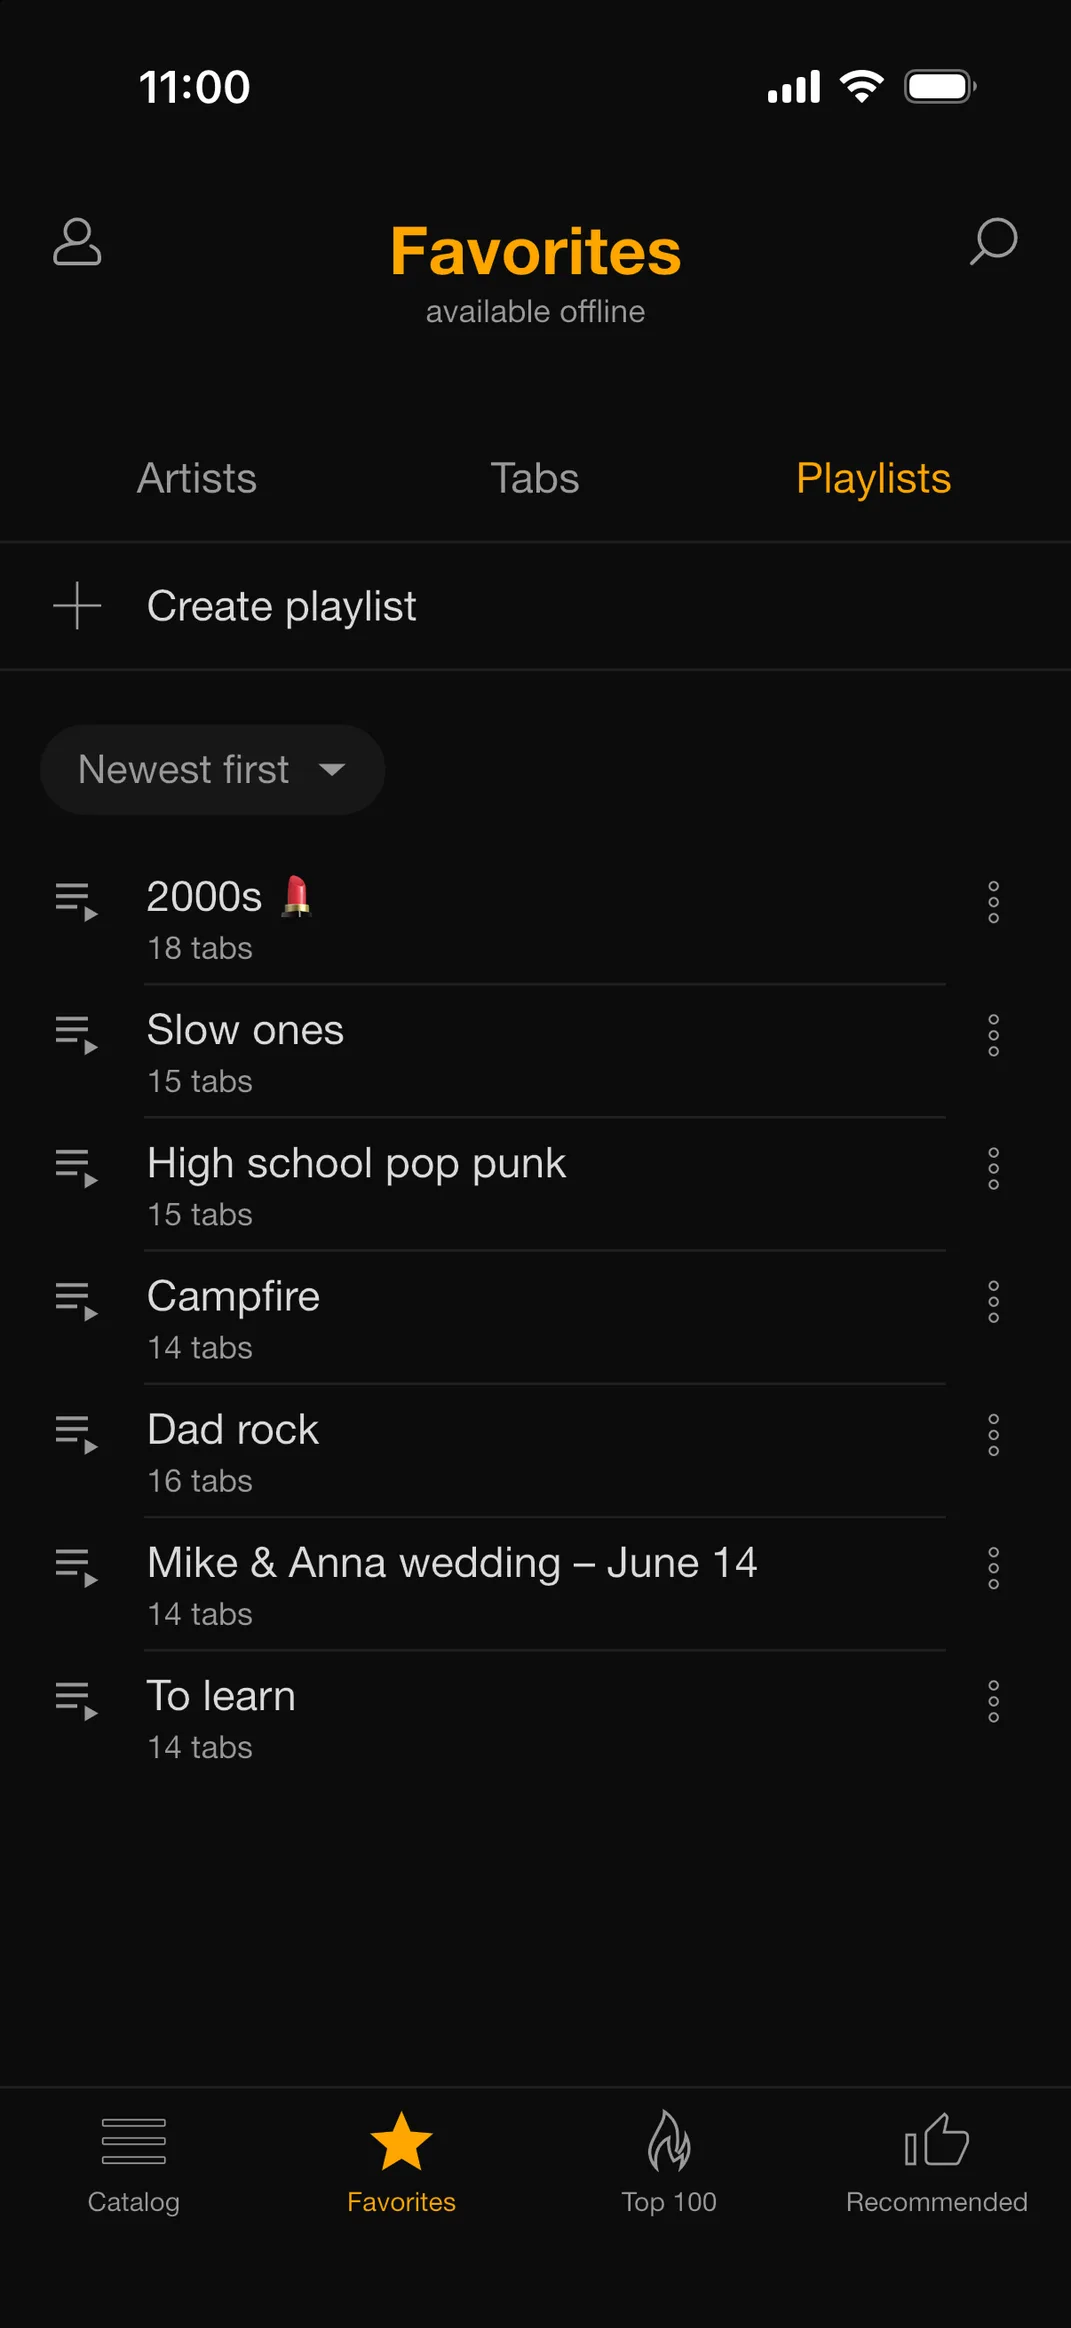 11:00
Favorites
available offline
Artists
Tabs
Playlists
Create playlist
Newest first
2000s 💄
18 tabs
Slow ones
15 tabs
High school pop punk
15 tabs
Campfire
14 tabs
Dad rock
16 tabs
Mike & Anna wedding – June 14
14 tabs
To learn
14 tabs
Catalog
Favorites
Top 100
Recommended